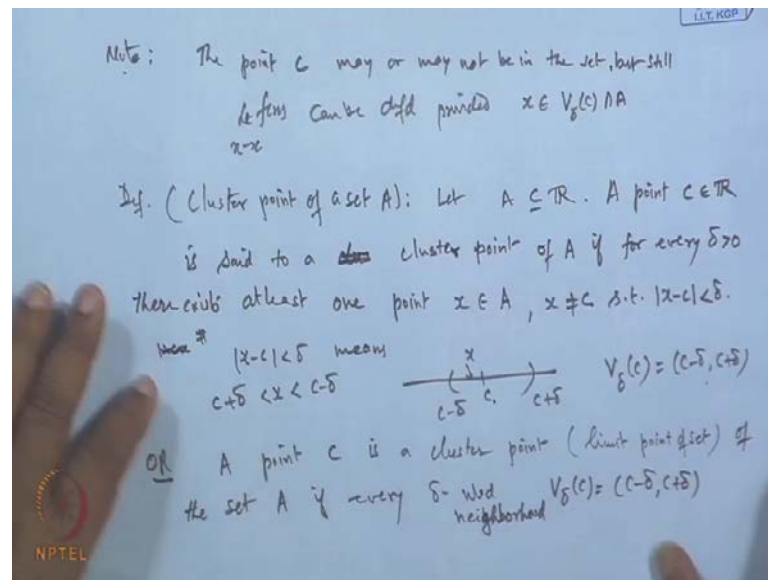 I.I.T. KGP
Note: The point c may or may not be in the set, but still
Lt f(x) can be defd provided x ∈ V_δ(c) ∩ A
x→c
Def. (Cluster point of a set A): Let A ⊆ ℝ. A point c ∈ ℝ
is said to a cluster point of A if for every δ>0
there exists atleast one point x ∈ A, x ≠ c s.t. |x-c|<δ.
|x-c|<δ means
c+δ <x< c-δ
x
c-δ c, c+δ
V_δ(c) = (c-δ, c+δ)
OR A point c is a cluster point (limit point of set) of
the set A if every δ- nbd V_δ(c) = (c-δ, c+δ)
neighborhood
NPTEL